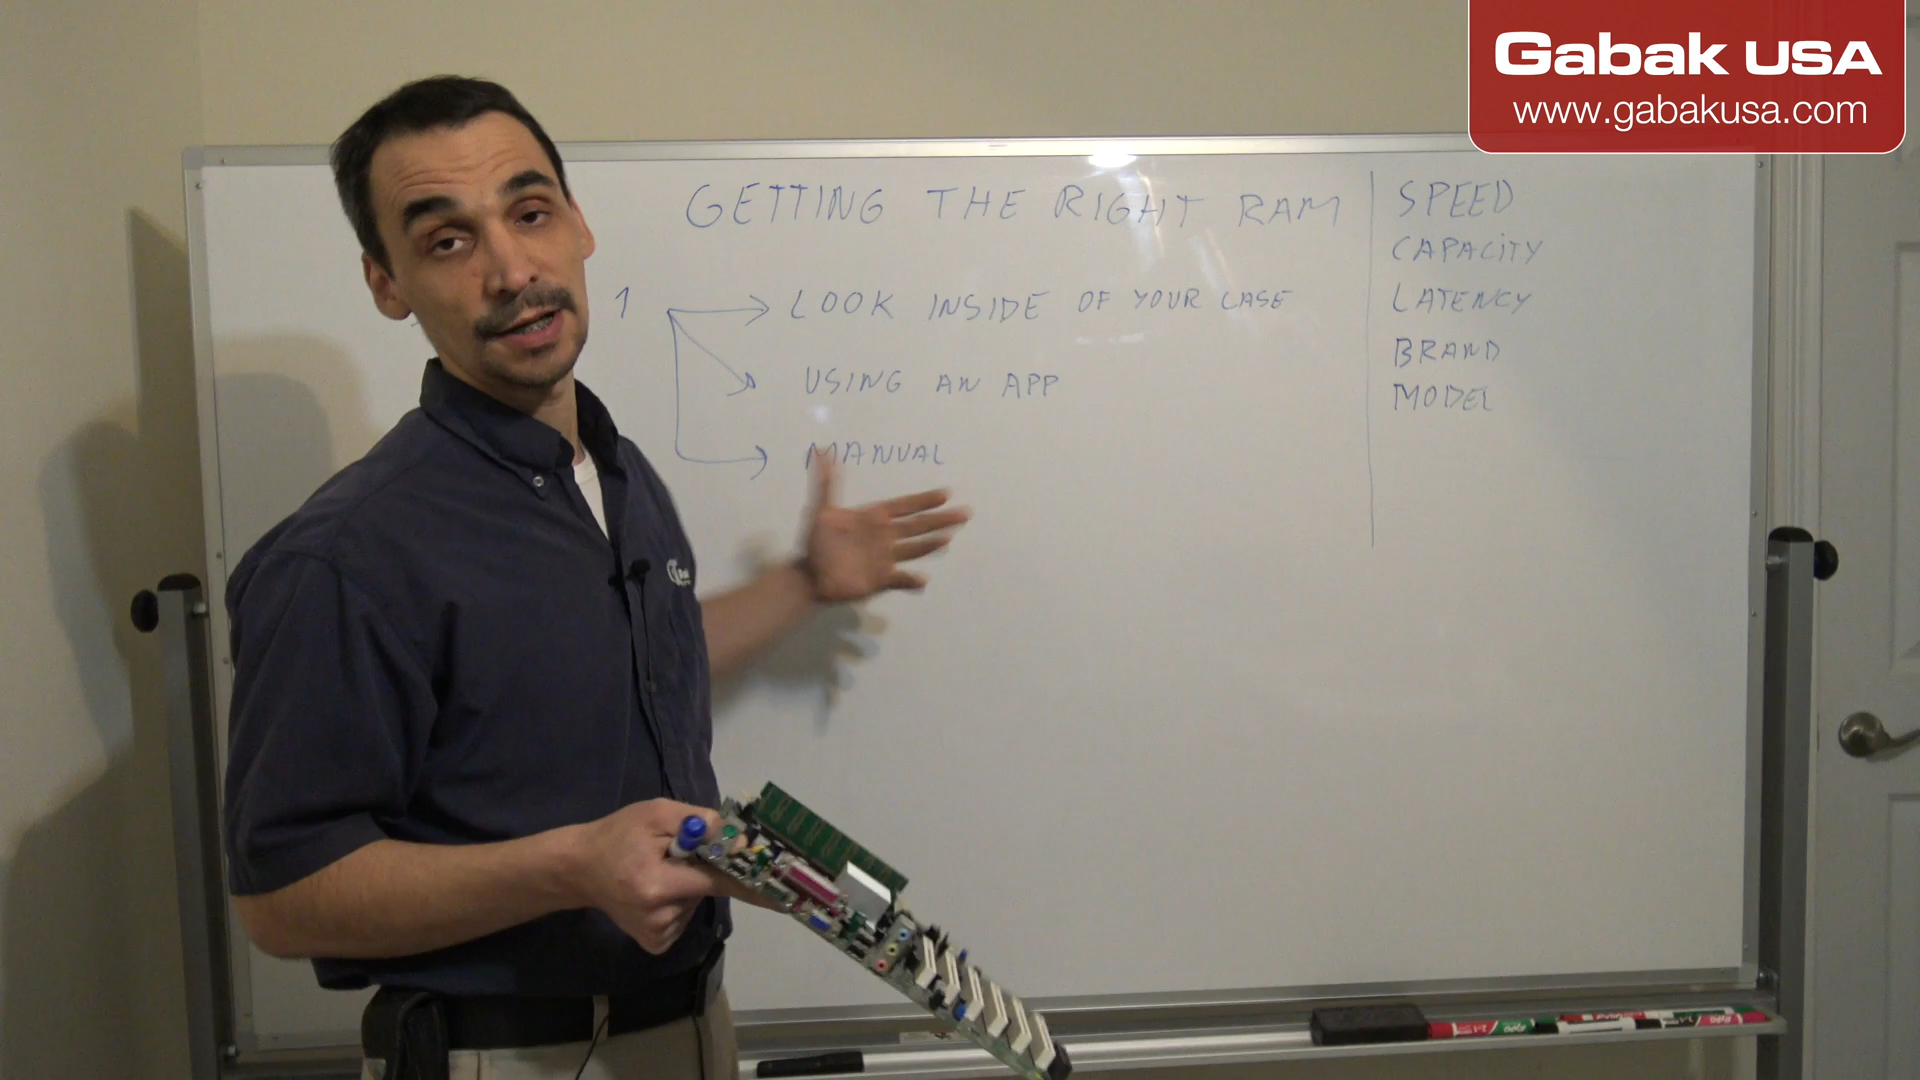 Gabak USA
www.gabakusa.com
GETTING THE RIGHT RAM
1
LOOK INSIDE OF YOUR CASE
USING AN APP
MANUAL
SPEED
CAPACITY
LATENCY
BRAND
MODEL
EXPO